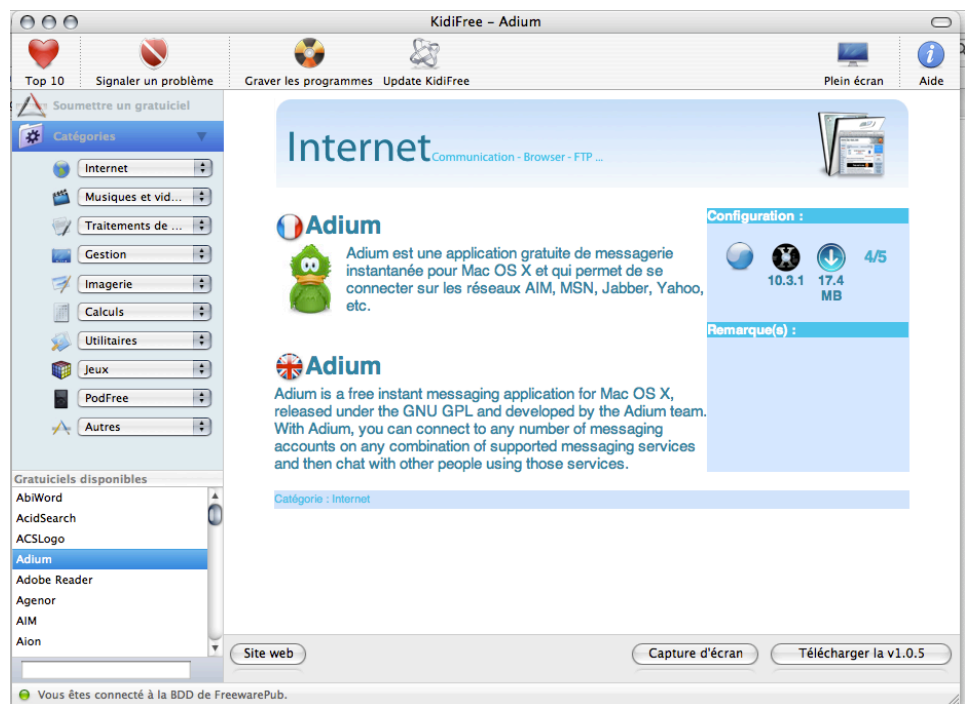 KidiFree – Adium
Top 10
Signaler un problème
Graver les programmes
Update KidiFree
Plein écran
Aide
Soumettre un gratuiciel
Catégories
Internet
Musiques et vid...
Traitements de ...
Gestion
Imagerie
Calculs
Utilitaires
Jeux
PodFree
Autres
Gratuiciels disponibles
AbiWord
AcidSearch
ACSLogo
Adium
Adobe Reader
Agenor
AIM
Aion
Internet Communication - Browser - FTP ...
Adium
Adium est une application gratuite de messagerie
instantanée pour Mac OS X et qui permet de se
connecter sur les réseaux AIM, MSN, Jabber, Yahoo,
etc.
Configuration :
4/5
10.3.1
17.4
MB
Remarque(s) :
Adium
Adium is a free instant messaging application for Mac OS X,
released under the GNU GPL and developed by the Adium team.
With Adium, you can connect to any number of messaging
accounts on any combination of supported messaging services
and then chat with other people using those services.
Catégorie : Internet
Site web
Capture d'écran
Télécharger la v1.0.5
Vous êtes connecté à la BDD de FreewarePub.